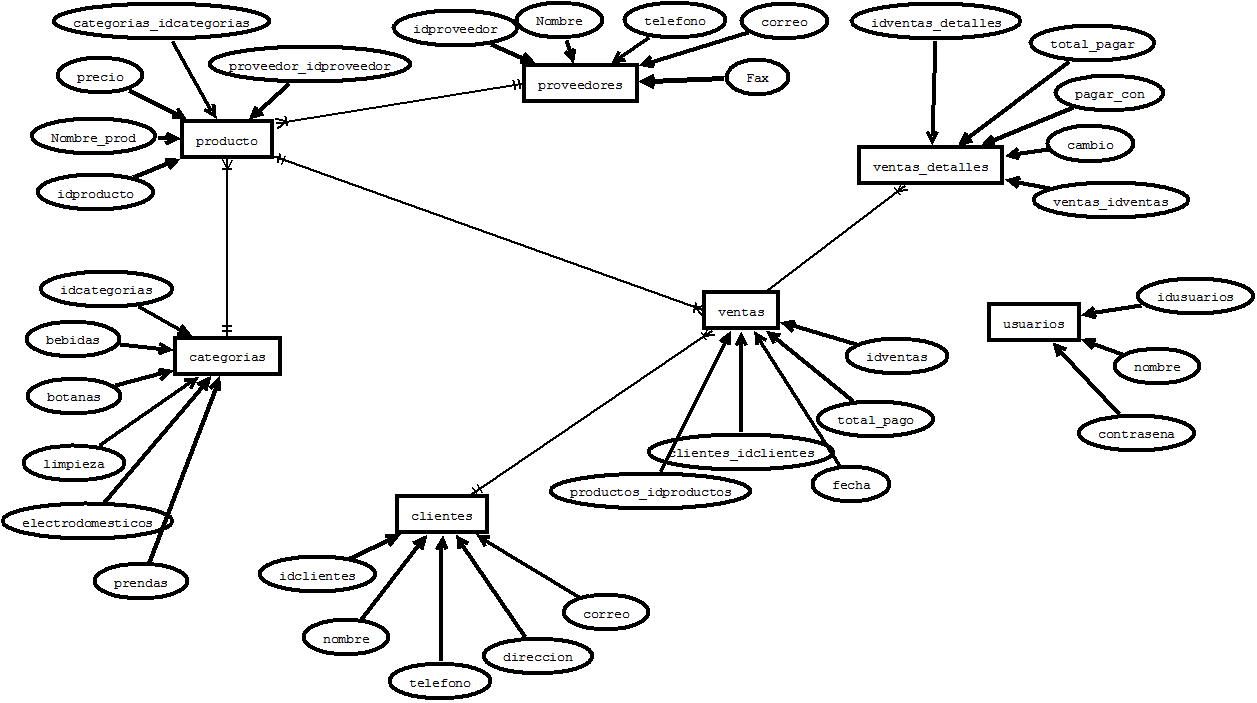 categorias_idcategorias
precio
proveedor_idproveedor
Nombre_prod
producto
idproducto
idproveedor
Nombre
telefono
correo
proveedores
Fax
idventas_detalles
total_pagar
pagar_con
cambio
ventas_detalles
ventas_idventas
idcategorias
bebidas
categorias
botanas
limpieza
electrodomesticos
prendas
ventas
idventas
total_pago
clientes_idclientes
productos_idproductos
fecha
usuarios
idusuarios
nombre
contrasena
clientes
idclientes
nombre
telefono
direccion
correo